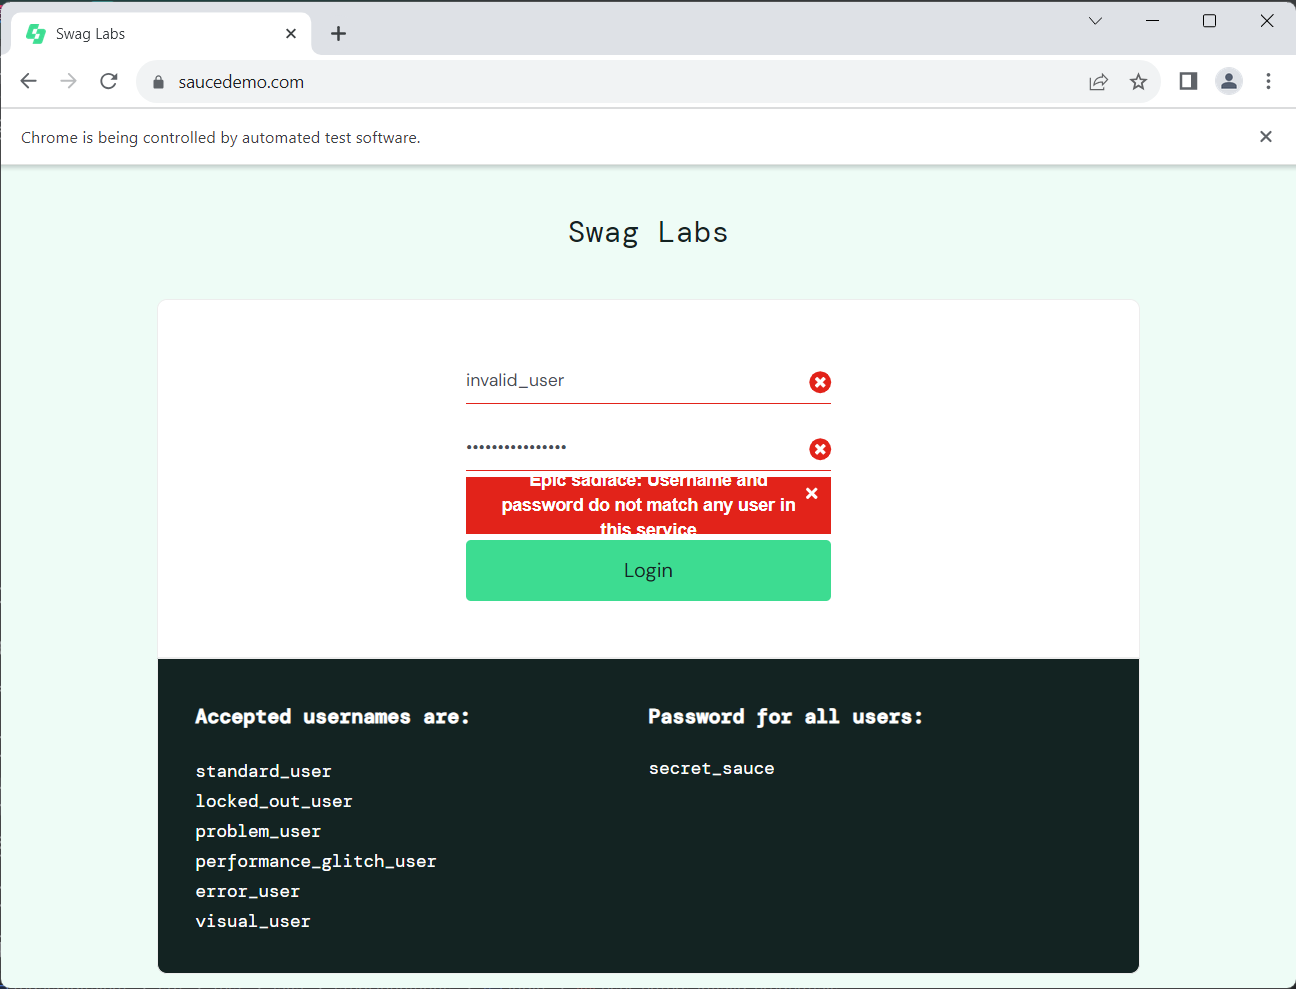 Swag Labs
saucedemo.com
Chrome is being controlled by automated test software.
Swag Labs
invalid_user
••••••••••••••••
Epic sadface: Username and
password do not match any user in
this service
Login
Accepted usernames are:
standard_user
locked_out_user
problem_user
performance_glitch_user
error_user
visual_user
Password for all users:
secret_sauce